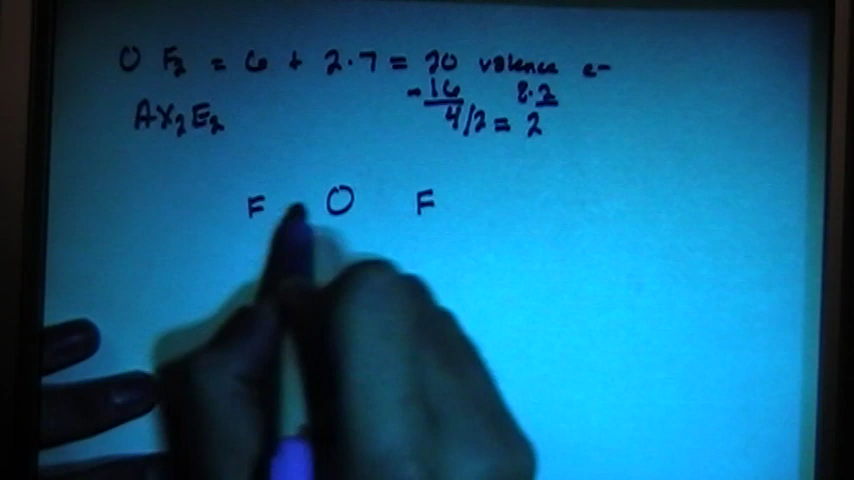 O F₂ = 6 + 2·7 = 20 valence e-
-16 8·2
AX₂E₂ 4/2 = 2
F O F